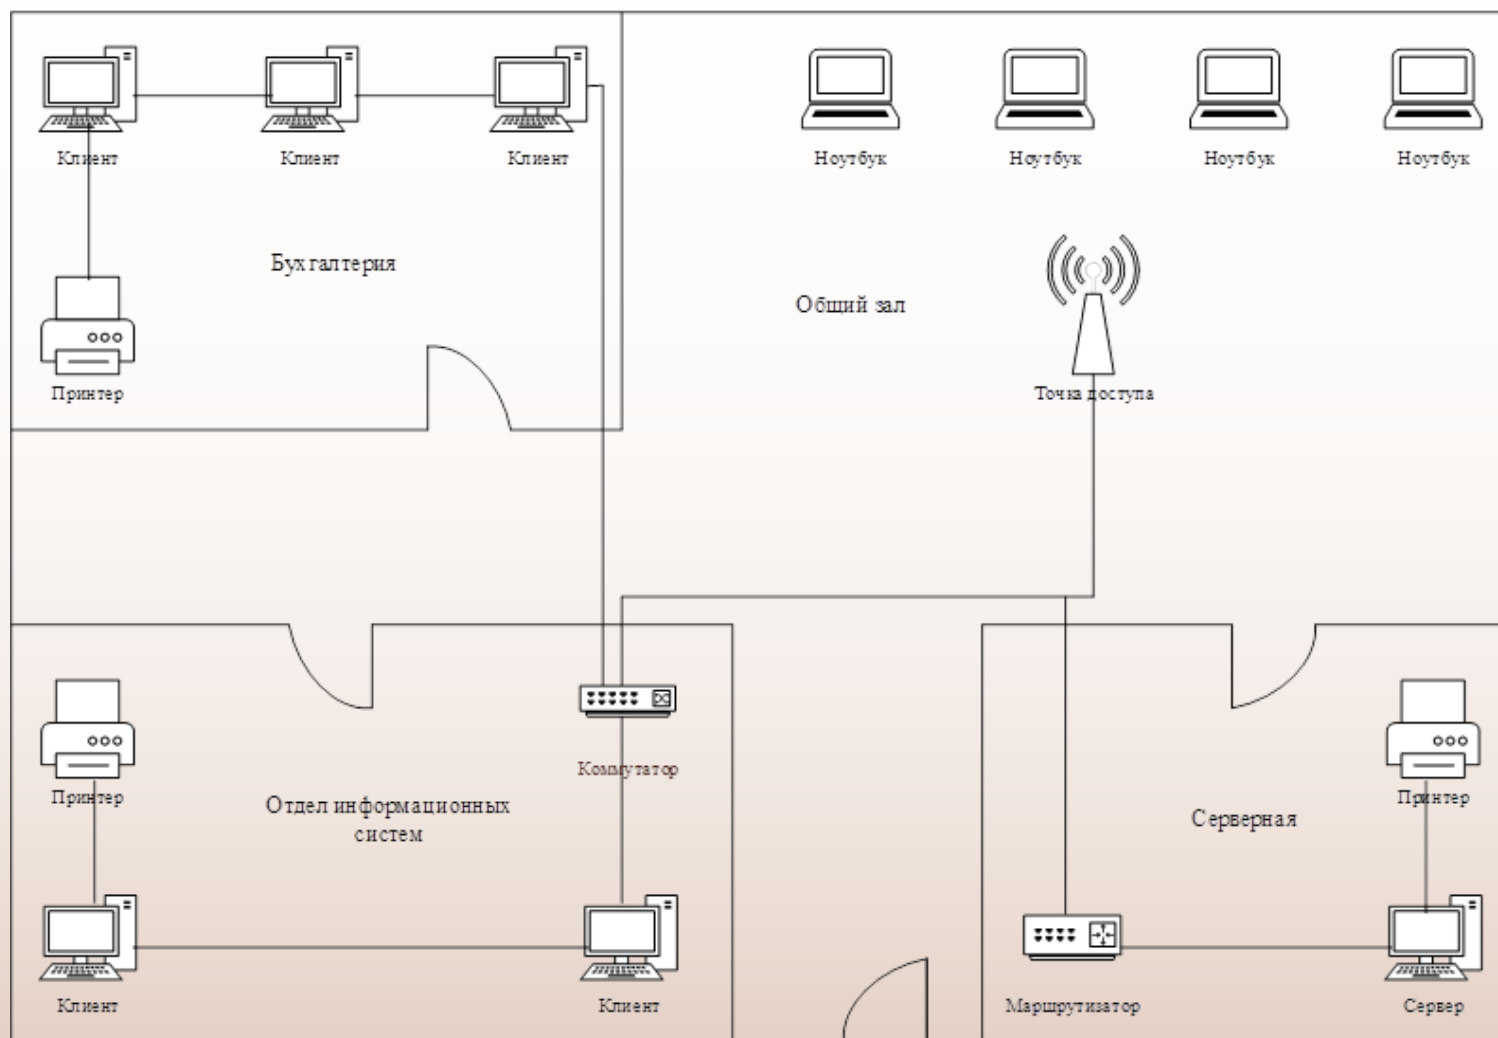 Клиент
Клиент
Клиент
Ноутбук
Ноутбук
Ноутбук
Ноутбук
Бухгалтерия
Общий зал
Принтер
Точка доступа
Коммутатор
Принтер
Отдел информационных
систем
Принтер
Серверная
Клиент
Клиент
Маршрутизатор
Сервер